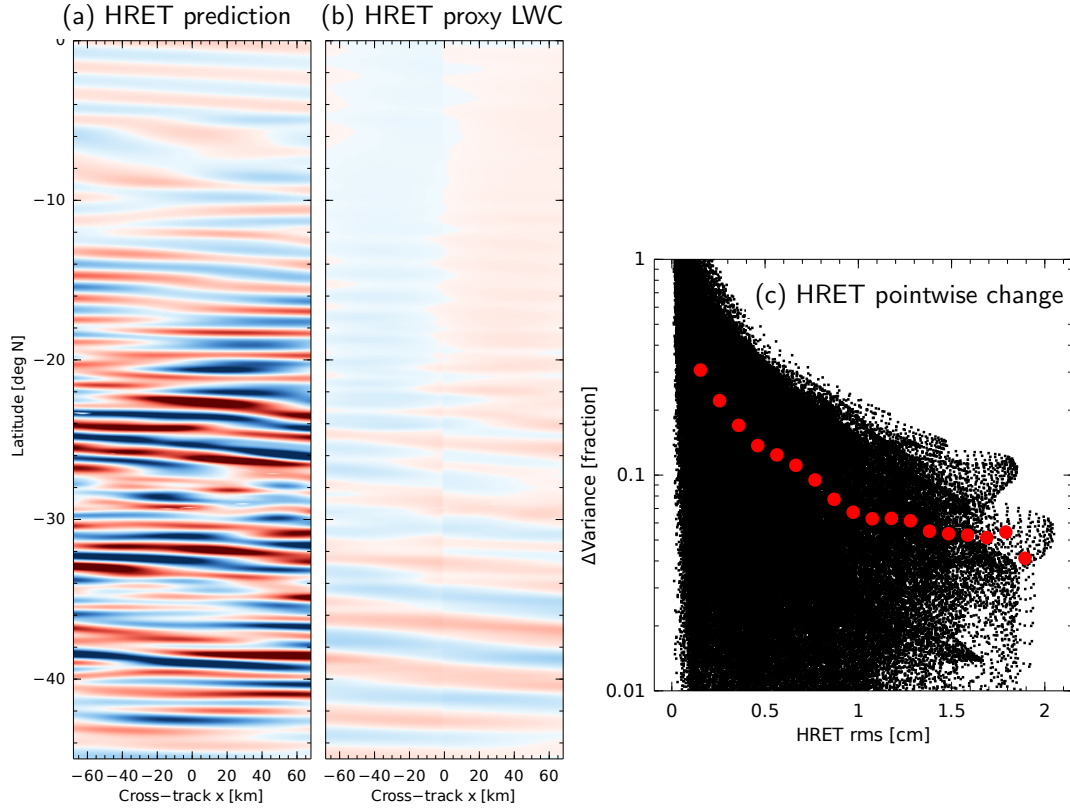 (a) HRET prediction
(b) HRET proxy LWC
0
−10
−20
−30
−40
Latitude [deg N]
−60 −40 −20 0 20 40 60
Cross−track x [km]
−60 −40 −20 0 20 40 60
Cross−track x [km]
(c) HRET pointwise change
1
0.1
0.01
ΔVariance [fraction]
0 0.5 1 1.5 2
HRET rms [cm]